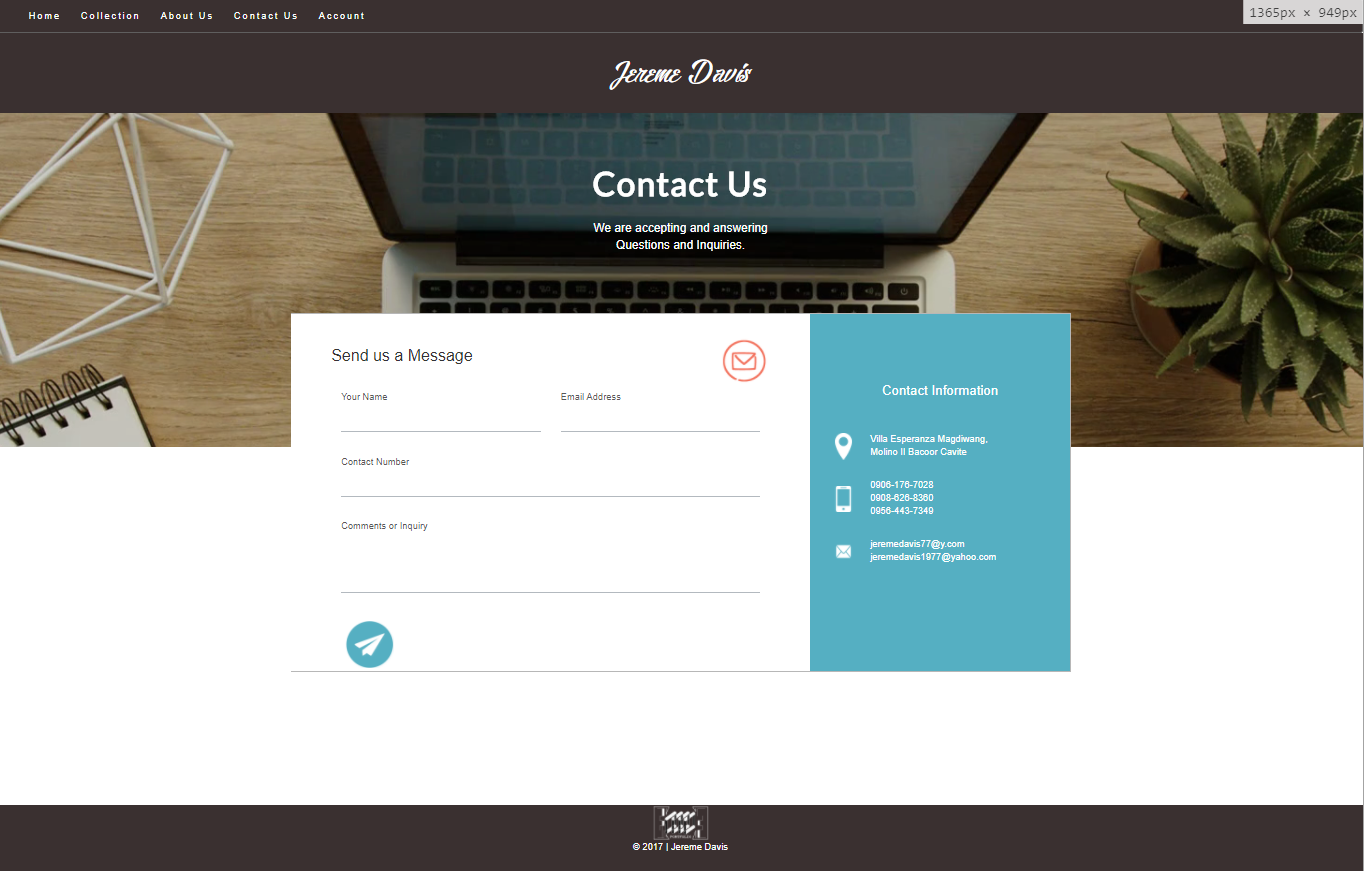 Home Collection About Us Contact Us Account
1365px × 949px
Jereme Davis
Contact Us
We are accepting and answering
Questions and Inquiries.
Send us a Message
Your Name Email Address
Contact Number
Comments or Inquiry
Contact Information
Villa Esperanza Magdiwang,
Molino II Bacoor Cavite
0906-176-7028
0908-626-8360
0956-443-7349
jeremedavis77@y.com
jeremedavis1977@yahoo.com
© 2017 | Jereme Davis